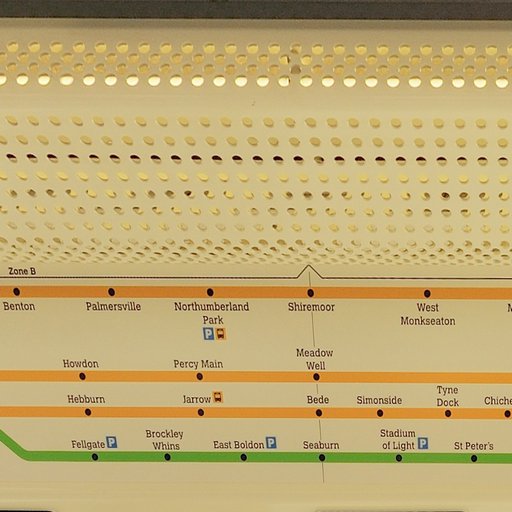 Zone B
Benton
Palmersville
Northumberland
Park
P
Shiremoor
West
Monkseaton
Howdon
Percy Main
Meadow
Well
Hebburn
Jarrow
Bede
Simonside
Tyne
Dock
Chiche
Fellgate P
Brockley
Whins
East Boldon P
Seaburn
Stadium
of Light P
St Peter's